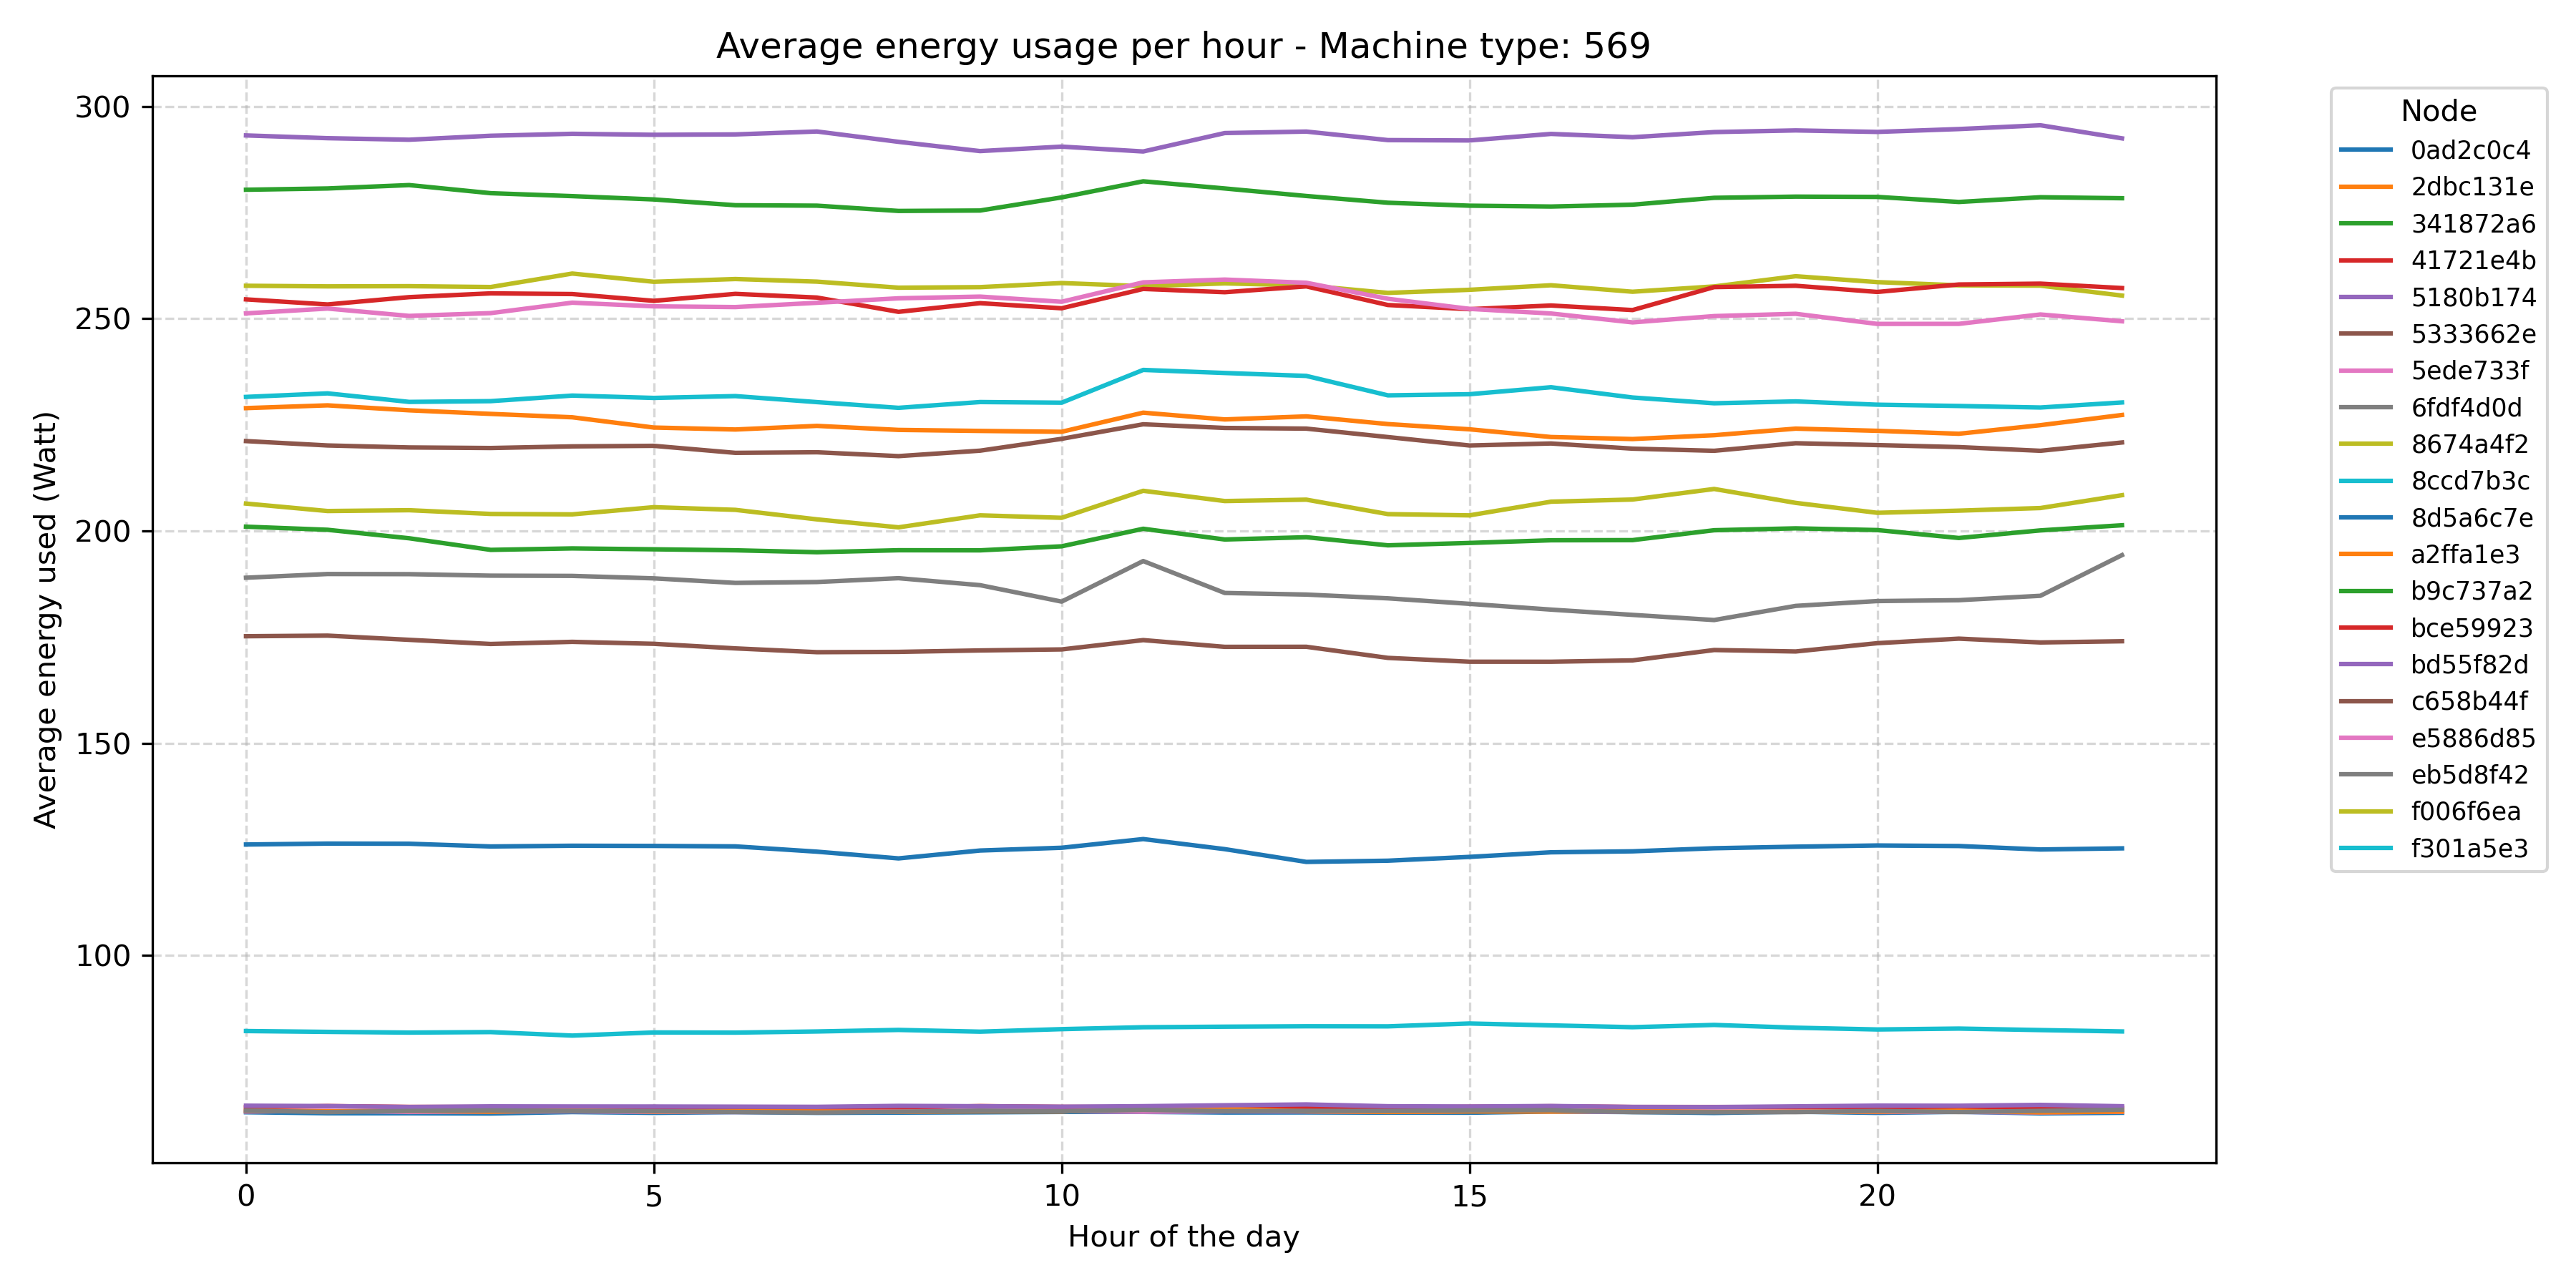 Average energy usage per hour - Machine type: 569
300
250
200
150
100
Average energy used (Watt)
0 5 10 15 20
Hour of the day
Node
0ad2c0c4
2dbc131e
341872a6
41721e4b
5180b174
5333662e
5ede733f
6fdf4d0d
8674a4f2
8ccd7b3c
8d5a6c7e
a2ffa1e3
b9c737a2
bce59923
bd55f82d
c658b44f
e5886d85
eb5d8f42
f006f6ea
f301a5e3